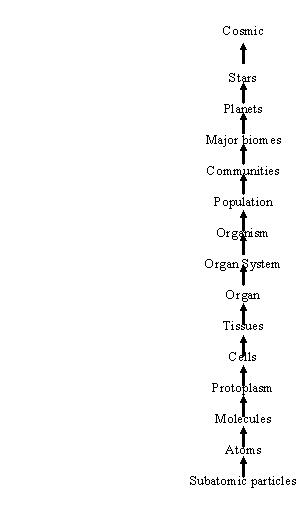 Cosmic
Stars
Planets
Major biomes
Communities
Population
Organism
Organ System
Organ
Tissues
Cells
Protoplasm
Molecules
Atoms
Subatomic particles